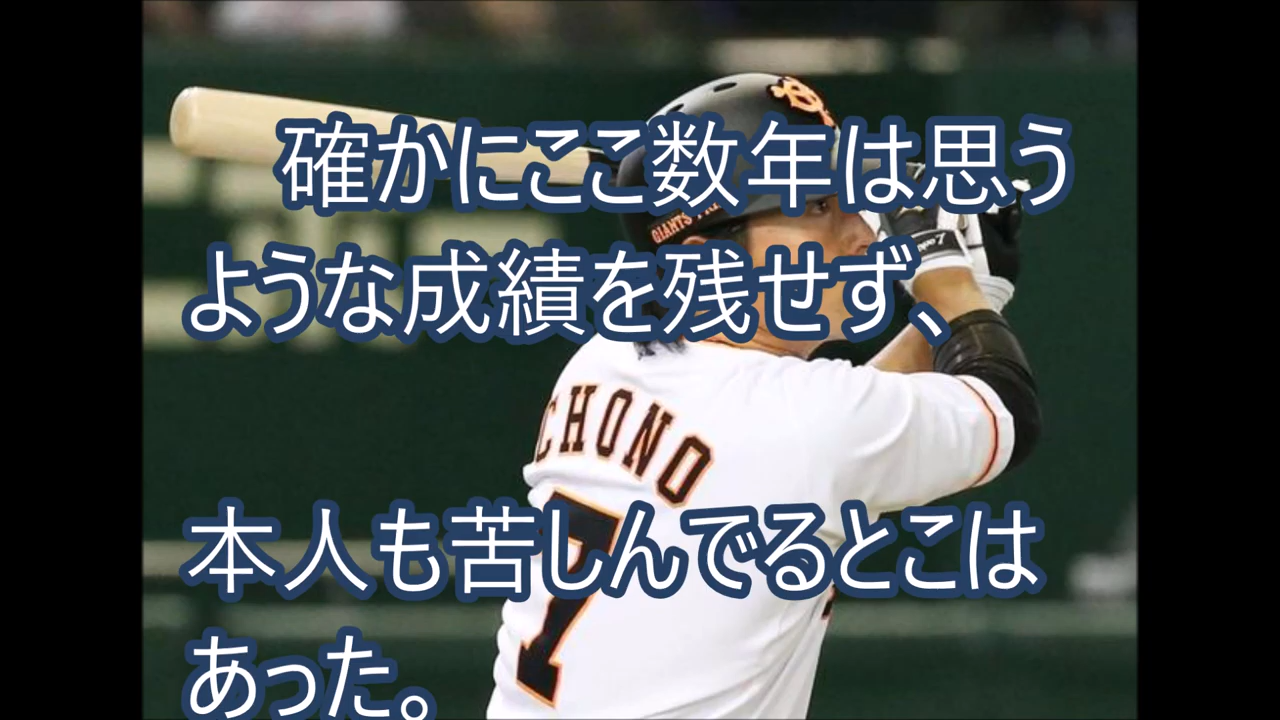 確かにここ数年は思う
GIANTS PRI
ような成績を残せず、
CHONO
7
本人も苦しんでるとこは
あった。